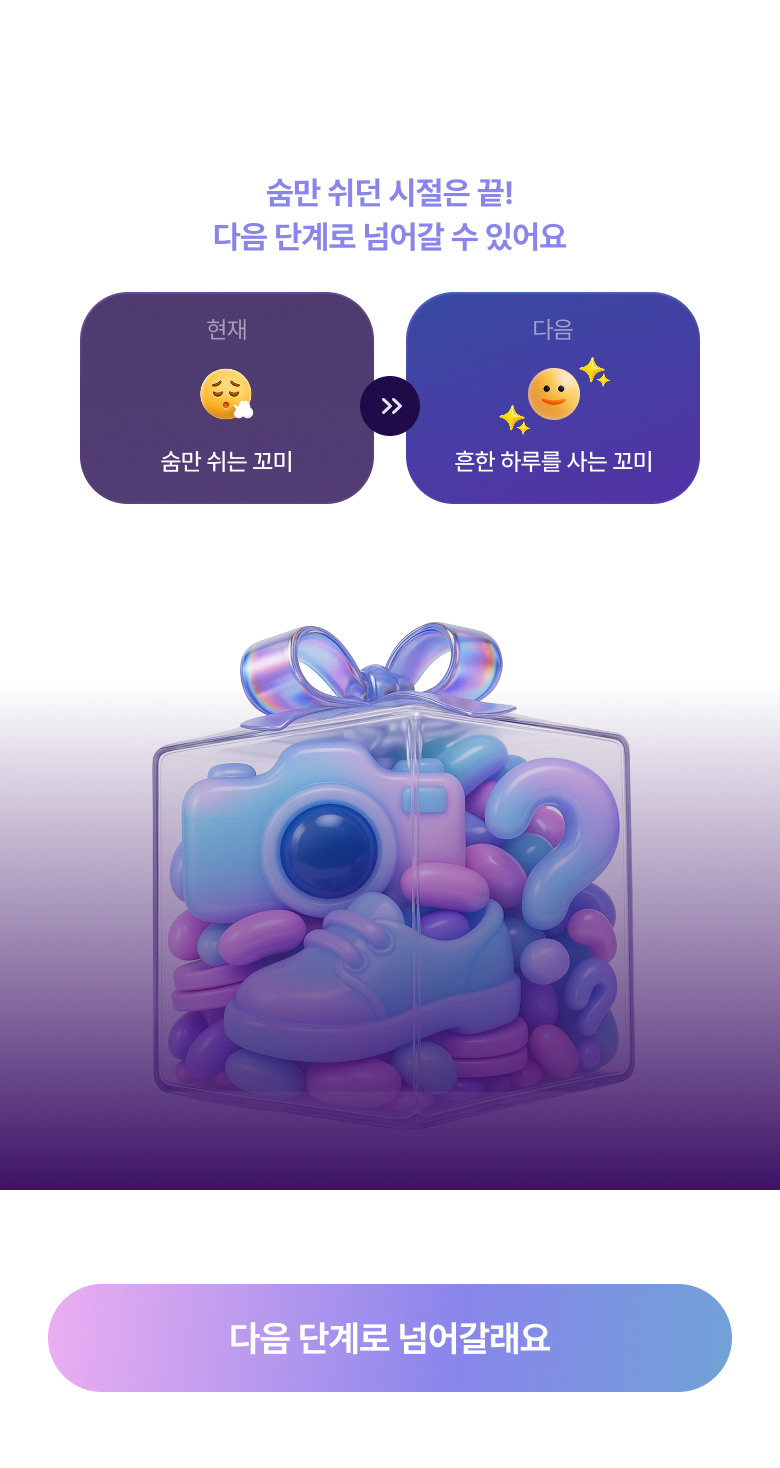 숨만 쉬던 시절은 끝!
다음 단계로 넘어갈 수 있어요
현재
다음
숨만 쉬는 꼬미
흔한 하루를 사는 꼬미
다음 단계로 넘어갈래요